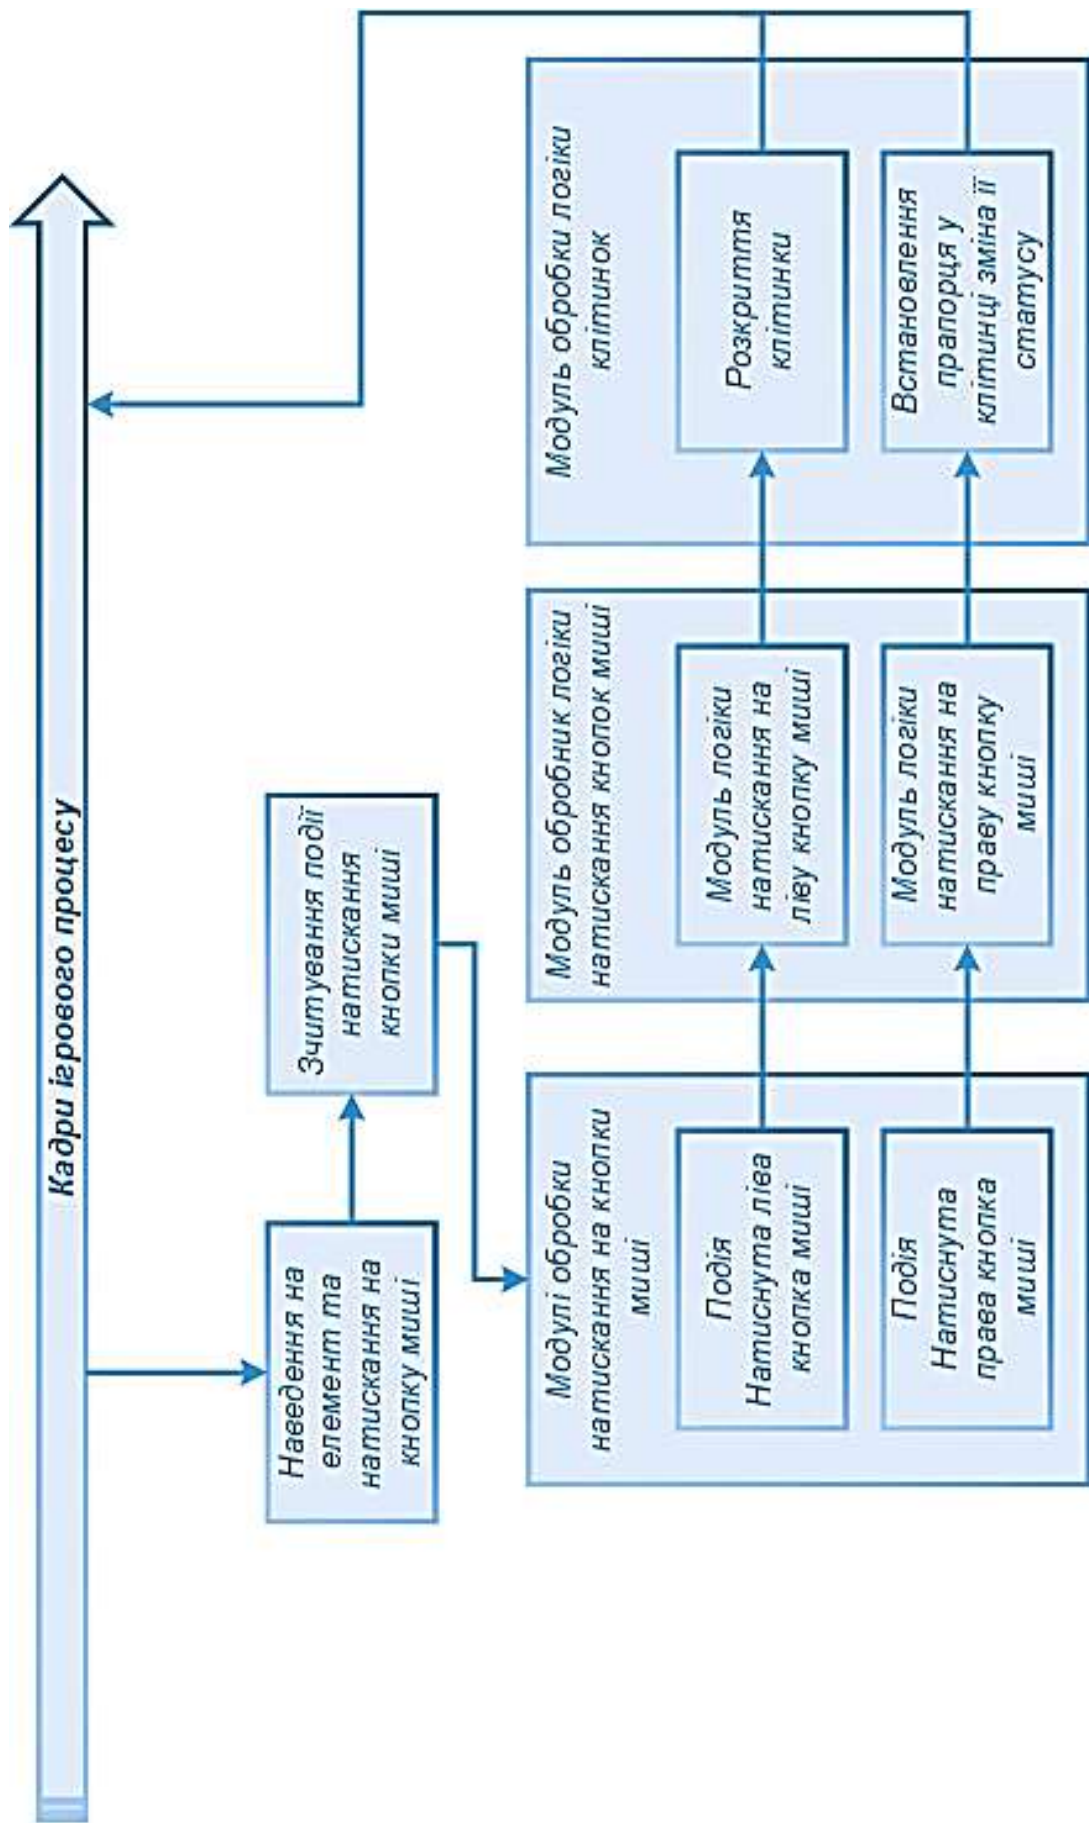 Кадри ігрового процесу
Наведення на
елемент та
натискання на
кнопку миші
Зчитування події
натискання
кнопки миші
Модулі обробки
натискання на кнопки
миші
Подія
Натиснута ліва
кнопка миші
Подія
Натиснута
права кнопка
миші
Модуль обробник логіки
натискання кнопок миші
Модуль логіки
натискання на
ліву кнопку миші
Модуль логіки
натискання на
праву кнопку
миші
Модуль обробки логіки
клітинок
Розкриття
клітинки
Встановлення
прапорця у
клітинці зміна її
статусу